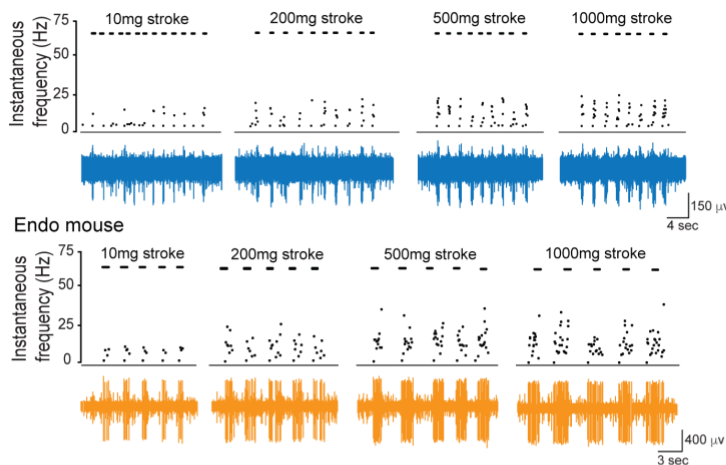 75
10mg stroke
200mg stroke
500mg stroke
1000mg stroke
Instantaneous
frequency (Hz)
50
25
0
150 μv
4 sec
Endo mouse
75
10mg stroke
200mg stroke
500mg stroke
1000mg stroke
Instantaneous
frequency (Hz)
50
25
0
400 μv
3 sec